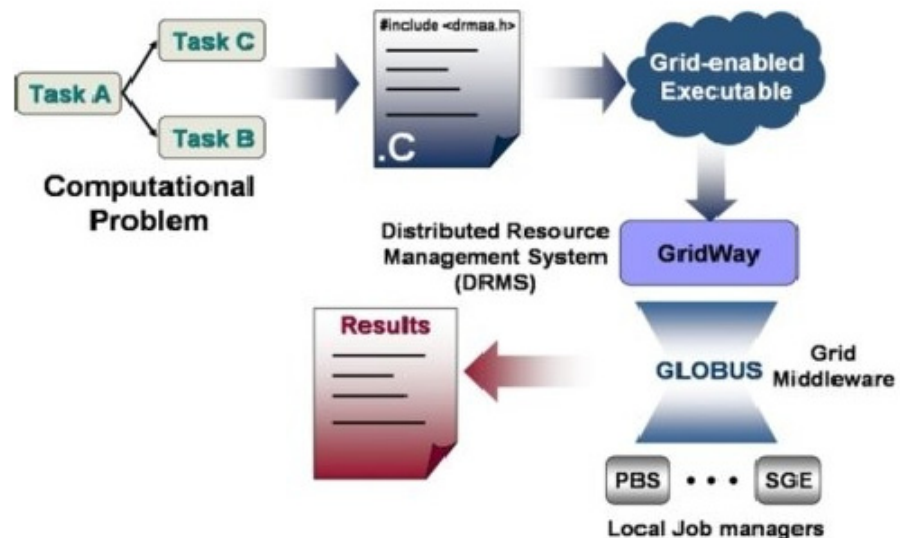 Task C
Task A
Task B
Computational
Problem
#include <drmaa.h>
.C
Grid-enabled
Executable
Distributed Resource
Management System
(DRMS)
GridWay
Results
GLOBUS
Grid
Middleware
PBS
• • •
SGE
Local Job managers